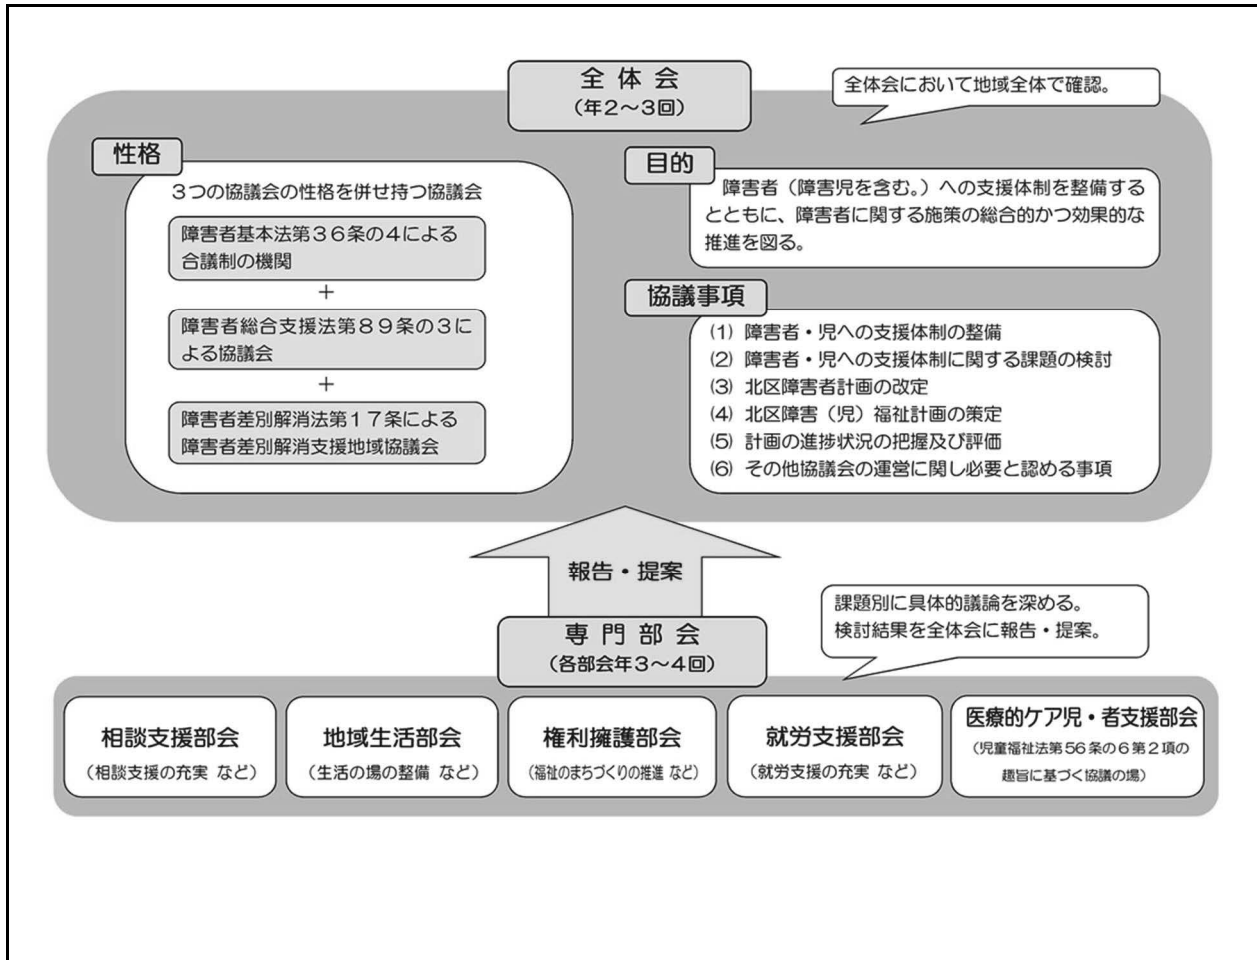 全体会
(年2～3回)
全体会において地域全体で確認。
性格
3つの協議会の性格を併せ持つ協議会
障害者基本法第36条の4による
合議制の機関
+
障害者総合支援法第89条の3に
よる協議会
+
障害者差別解消法第17条による
障害者差別解消支援地域協議会
目的
障害者（障害児を含む。）への支援体制を整備する
とともに、障害者に関する施策の総合的かつ効果的な
推進を図る。
協議事項
(1) 障害者・児への支援体制の整備
(2) 障害者・児への支援体制に関する課題の検討
(3) 北区障害者計画の改定
(4) 北区障害（児）福祉計画の策定
(5) 計画の進捗状況の把握及び評価
(6) その他協議会の運営に関し必要と認める事項
報告・提案
専門部会
(各部会年3～4回)
課題別に具体的議論を深める。
検討結果を全体会に報告・提案。
相談支援部会
(相談支援の充実 など)
地域生活部会
(生活の場の整備 など)
権利擁護部会
(福祉のまちづくりの推進 など)
就労支援部会
(就労支援の充実 など)
医療的ケア児・者支援部会
(児童福祉法第56条の6第2項の
趣旨に基づく協議の場)